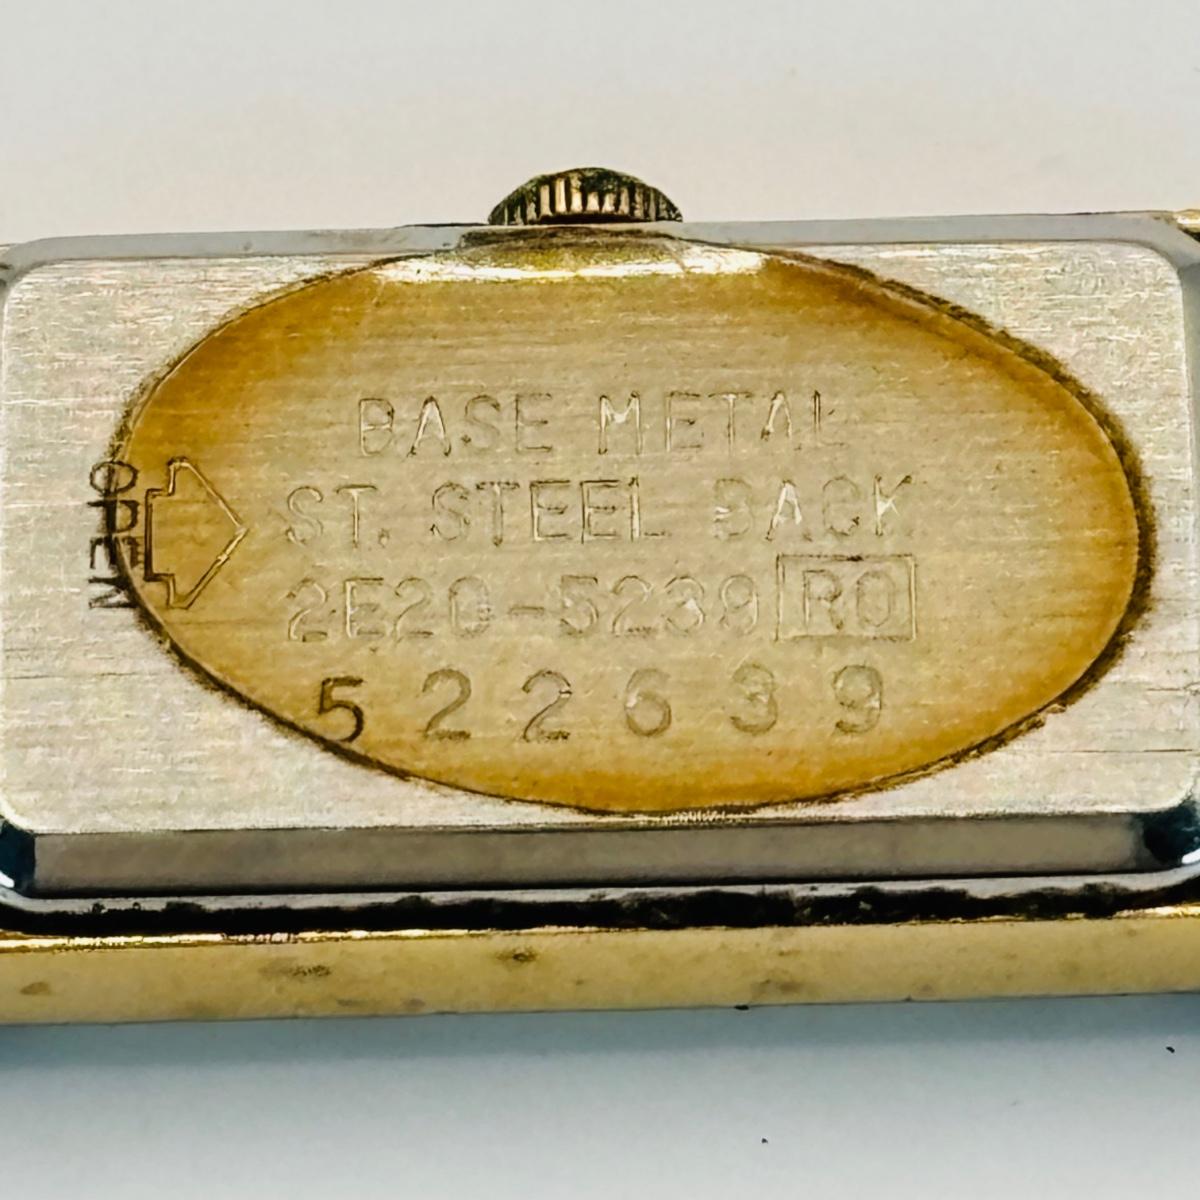 BASE METAL
ST. STEEL BACK
OPEN
2E20-5239 R0
522639